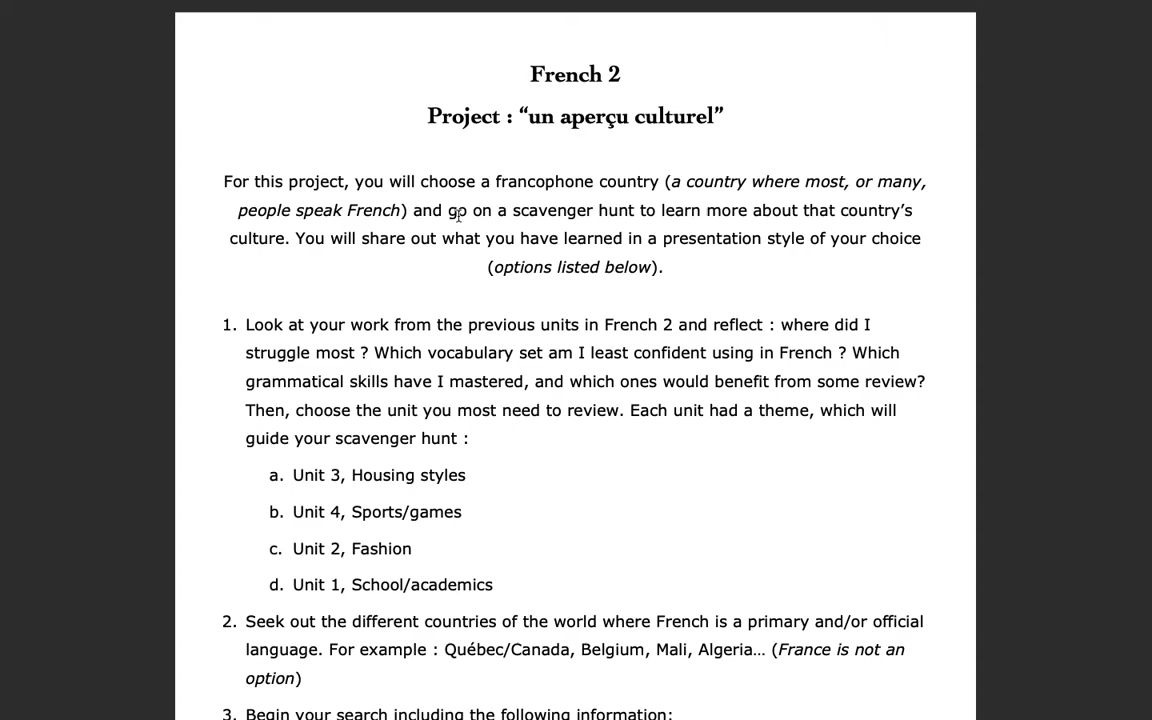 French 2
Project : “un aperçu culturel”
For this project, you will choose a francophone country (a country where most, or many,
people speak French) and go on a scavenger hunt to learn more about that country’s
culture. You will share out what you have learned in a presentation style of your choice
(options listed below).
1. Look at your work from the previous units in French 2 and reflect : where did I
struggle most ? Which vocabulary set am I least confident using in French ? Which
grammatical skills have I mastered, and which ones would benefit from some review?
Then, choose the unit you most need to review. Each unit had a theme, which will
guide your scavenger hunt :
a. Unit 3, Housing styles
b. Unit 4, Sports/games
c. Unit 2, Fashion
d. Unit 1, School/academics
2. Seek out the different countries of the world where French is a primary and/or official
language. For example : Québec/Canada, Belgium, Mali, Algeria… (France is not an
option)
3. Begin your search including the following information: